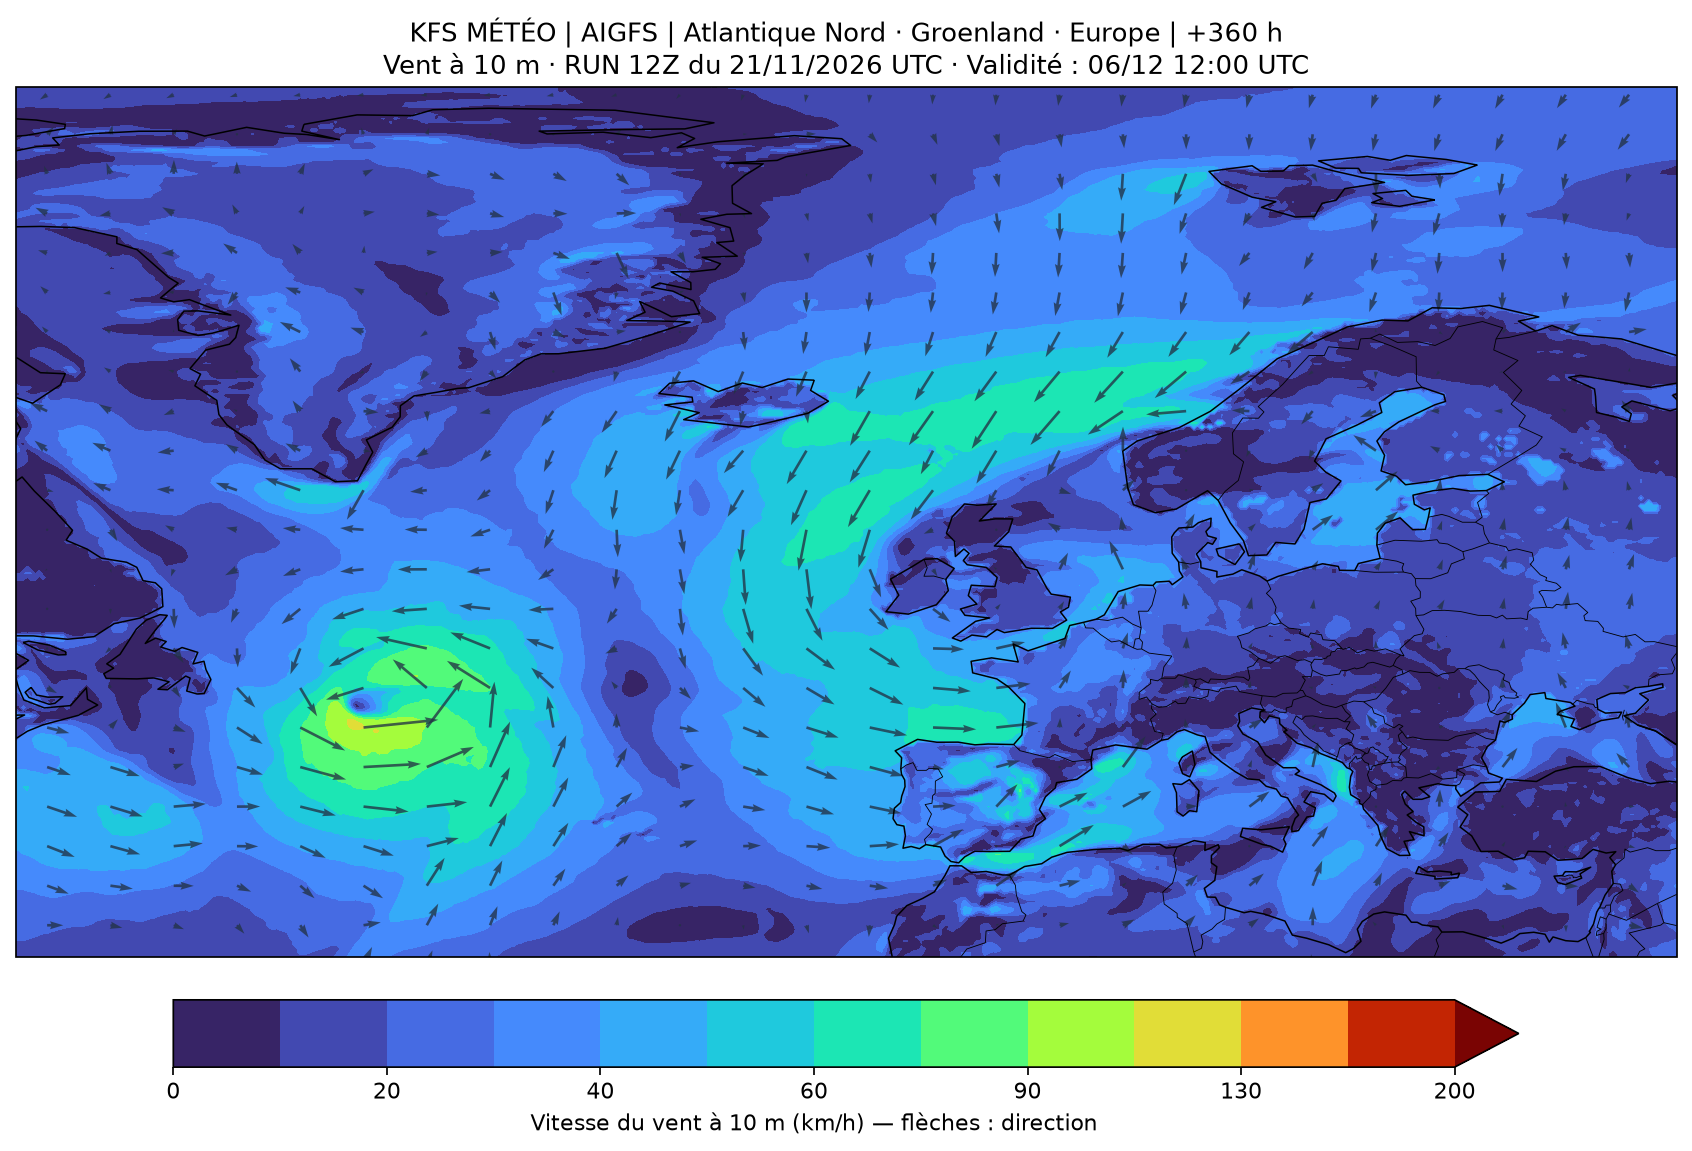 KFS MÉTÉO | AIGFS | Atlantique Nord · Groenland · Europe | +360 h
Vent à 10 m · RUN 12Z du 21/11/2026 UTC · Validité : 06/12 12:00 UTC
0 20 40 60 90 130 200
Vitesse du vent à 10 m (km/h) — flèches : direction